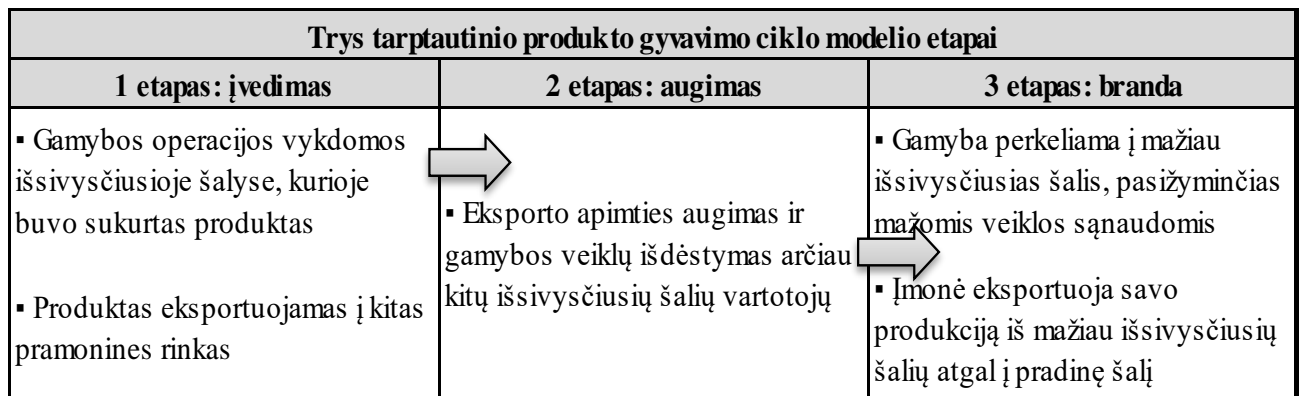 Trys tarptautinio produkto gyvavimo ciklo modelio etapai
1 etapas: įvedimas
2 etapas: augimas
3 etapas: branda
▪ Gamybos operacijos vykdomos
išsivysčiusioje šalyse, kurioje
buvo sukurtas produktas
▪ Produktas eksportuojamas į kitas
pramonines rinkas
▪ Eksporto apimties augimas ir
gamybos veiklų išdėstymas arčiau
kitų išsivysčiusių šalių vartotojų
▪ Gamyba perkeliama į mažiau
išsivysčiusias šalis, pasižyminčias
mažomis veiklos sąnaudomis
▪ Įmonė eksportuoja savo
produkciją iš mažiau išsivysčiusių
šalių atgal į pradinę šalį